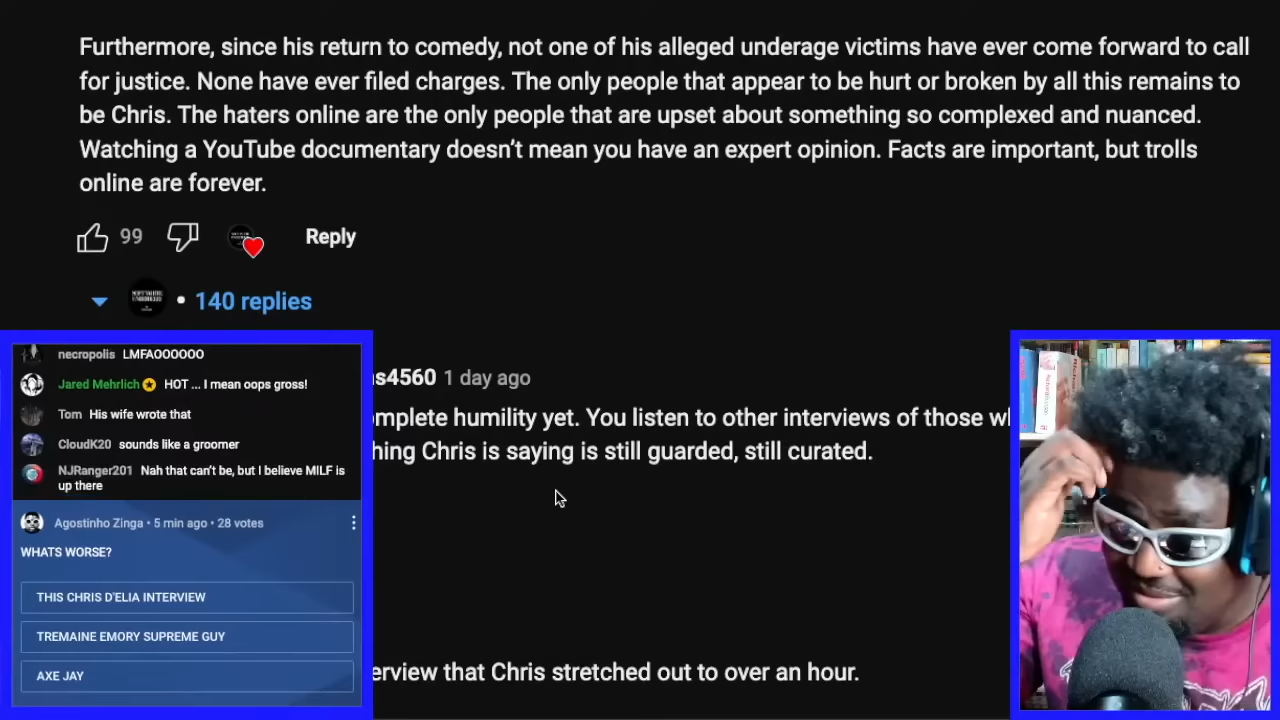 Furthermore, since his return to comedy, not one of his alleged underage victims have ever come forward to call
for justice. None have ever filed charges. The only people that appear to be hurt or broken by all this remains to
be Chris. The haters online are the only people that are upset about something so complexed and nuanced.
Watching a YouTube documentary doesn't mean you have an expert opinion. Facts are important, but trolls
online are forever.
99 Reply
• 140 replies
s4560 1 day ago
omplete humility yet. You listen to other interviews of those
hing Chris is saying is still guarded, still curated.
erview that Chris stretched out to over an hour.
necropolis LMFAOOOOOO
Jared Mehrlich HOT ... I mean oops gross!
Tom His wife wrote that
CloudK20 sounds like a groomer
NJRanger201 Nah that can't be, but I believe MILF is
up there
Agostinho Zinga • 5 min ago • 28 votes
WHATS WORSE?
THIS CHRIS D'ELIA INTERVIEW
TREMAINE EMORY SUPREME GUY
AXE JAY